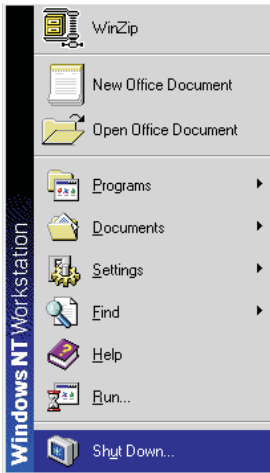 WinZip
New Office Document
Open Office Document
Programs
Documents
Settings
Find
Help
Run...
Shut Down...
Windows NT Workstation